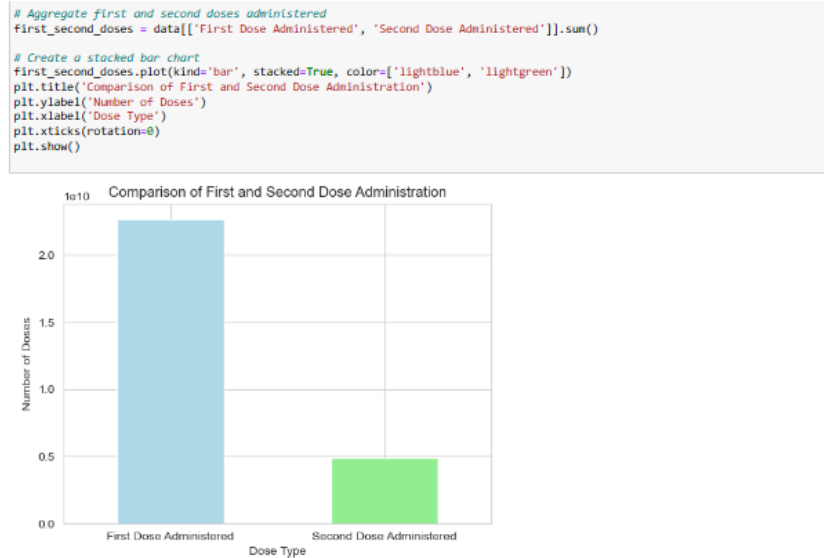 # Aggregate first and second doses administered
first_second_doses = data[['First Dose Administered', 'Second Dose Administered']].sum()
# Create a stacked bar chart
first_second_doses.plot(kind='bar', stacked=True, color=['lightblue', 'lightgreen'])
plt.title('Comparison of First and Second Dose Administration')
plt.ylabel('Number of Doses')
plt.xlabel('Dose Type')
plt.xticks(rotation=0)
plt.show()
1e10 Comparison of First and Second Dose Administration
2.0
1.5
1.0
0.5
0.0
Number of Doses
First Dose Administered Second Dose Administered
Dose Type